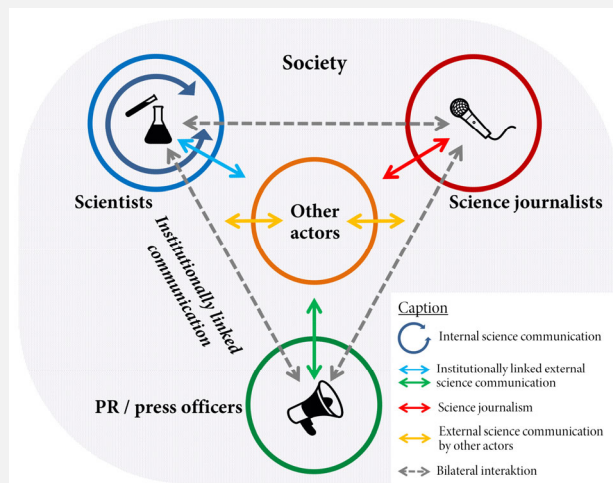 Society
Scientists
Science journalists
Other
actors
Institutionally linked
communication
PR / press officers
Caption
Internal science communication
Institutionally linked external
science communication
Science journalism
External science communication
by other actors
Bilateral interaktion